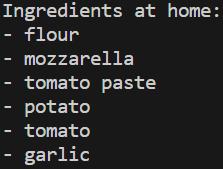 Ingredients at home:
- flour
- mozzarella
- tomato paste
- potato
- tomato
- garlic